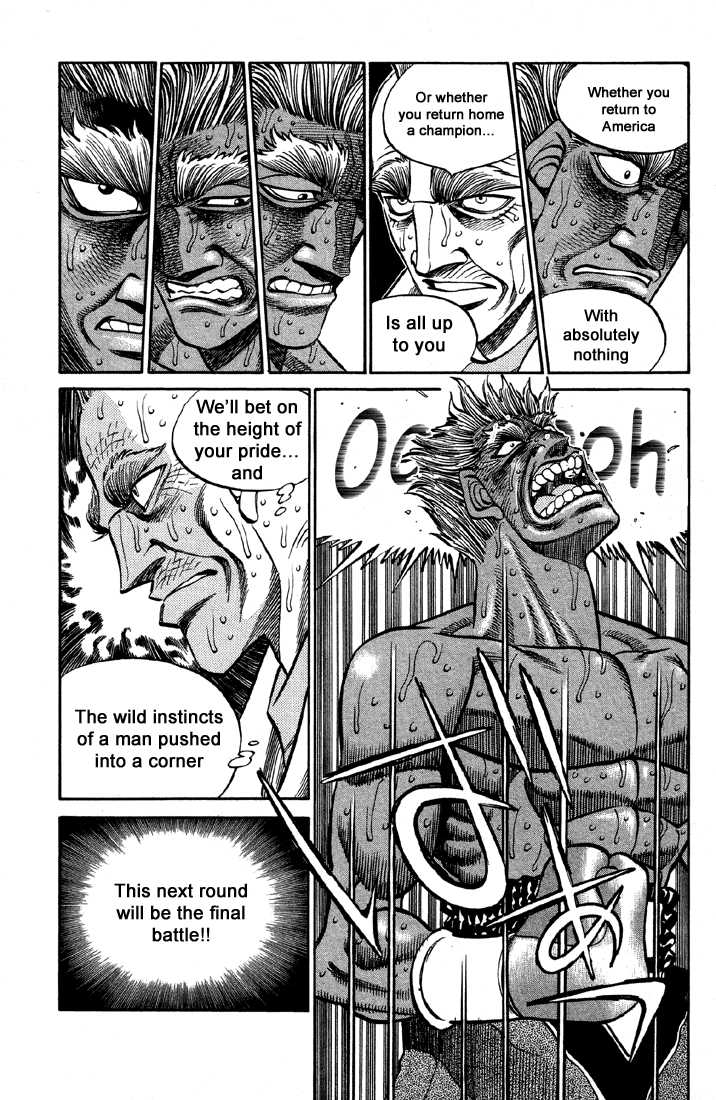 Whether you
return to
America
With
absolutely
nothing
Or whether
you return home
a champion...
Is all up
to you
We'll bet on
the height of
your pride...
and
The wild instincts
of a man pushed
into a corner
This next round
will be the final
battle!!